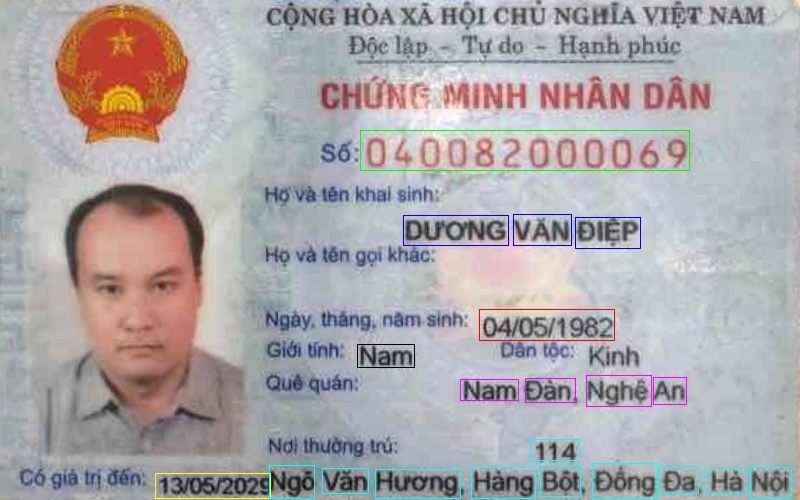 CỘNG HÒA XÃ HỘI CHỦ NGHĨA VIỆT NAM
Độc lập - Tự do - Hạnh phúc
CHỨNG MINH NHÂN DÂN
Số: 040082000069
Họ và tên khai sinh:
DƯƠNG VĂN ĐIỆP
Họ và tên gọi khác:
Ngày, tháng, năm sinh: 04/05/1982
Giới tính: Nam Dân tộc: Kinh
Quê quán: Nam Đàn, Nghệ An
Nơi thường trú: 114
Có giá trị đến: 13/05/2029 Ngõ Văn Hương, Hàng Bột, Đống Đa, Hà Nội